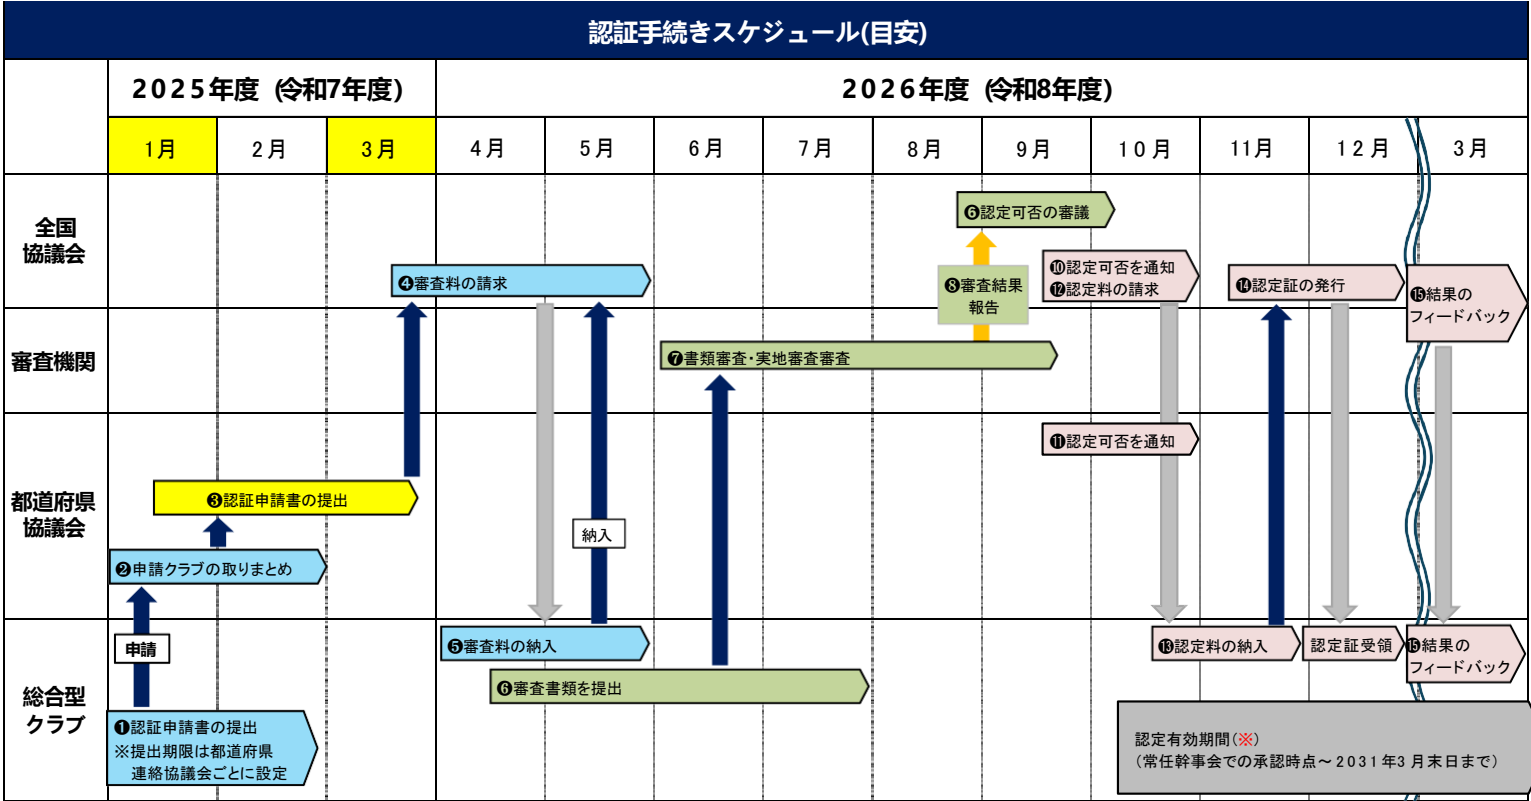 認証手続きスケジュール(目安)
2025年度 (令和7年度)
2026年度 (令和8年度)
1月
2月
3月
4月
5月
6月
7月
8月
9月
10月
11月
12月
3月
全国
協議会
❻認定可否の審議
❹審査料の請求
❽審査結果
報告
❿認定可否を通知
⓬認定料の請求
⓮認定証の発行
⓯結果の
フィードバック
審査機関
❼書類審査・実地審査審査
都道府県
協議会
⓫認定可否を通知
❸認証申請書の提出
納入
❷申請クラブの取りまとめ
総合型
クラブ
申請
❺審査料の納入
⓭認定料の納入
認定証受領
⓯結果の
フィードバック
❻審査書類を提出
❶認証申請書の提出
※提出期限は都道府県
連絡協議会ごとに設定
認定有効期間(※)
(常任幹事会での承認時点～2031年3月末日まで)